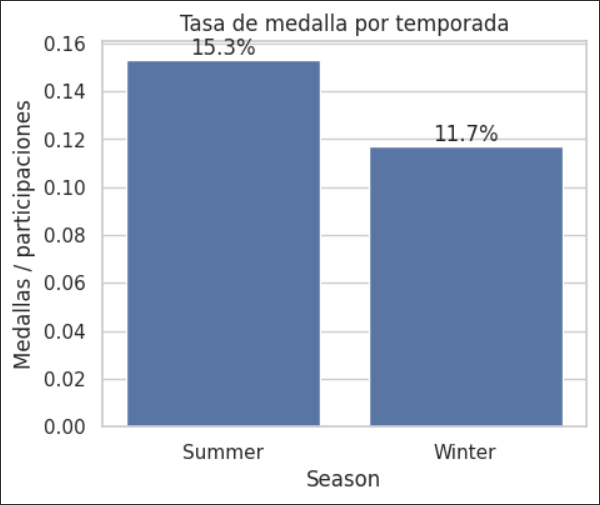 Tasa de medalla por temporada
Medallas / participaciones
0.16
0.14
0.12
0.10
0.08
0.06
0.04
0.02
0.00
15.3%
11.7%
Summer
Winter
Season